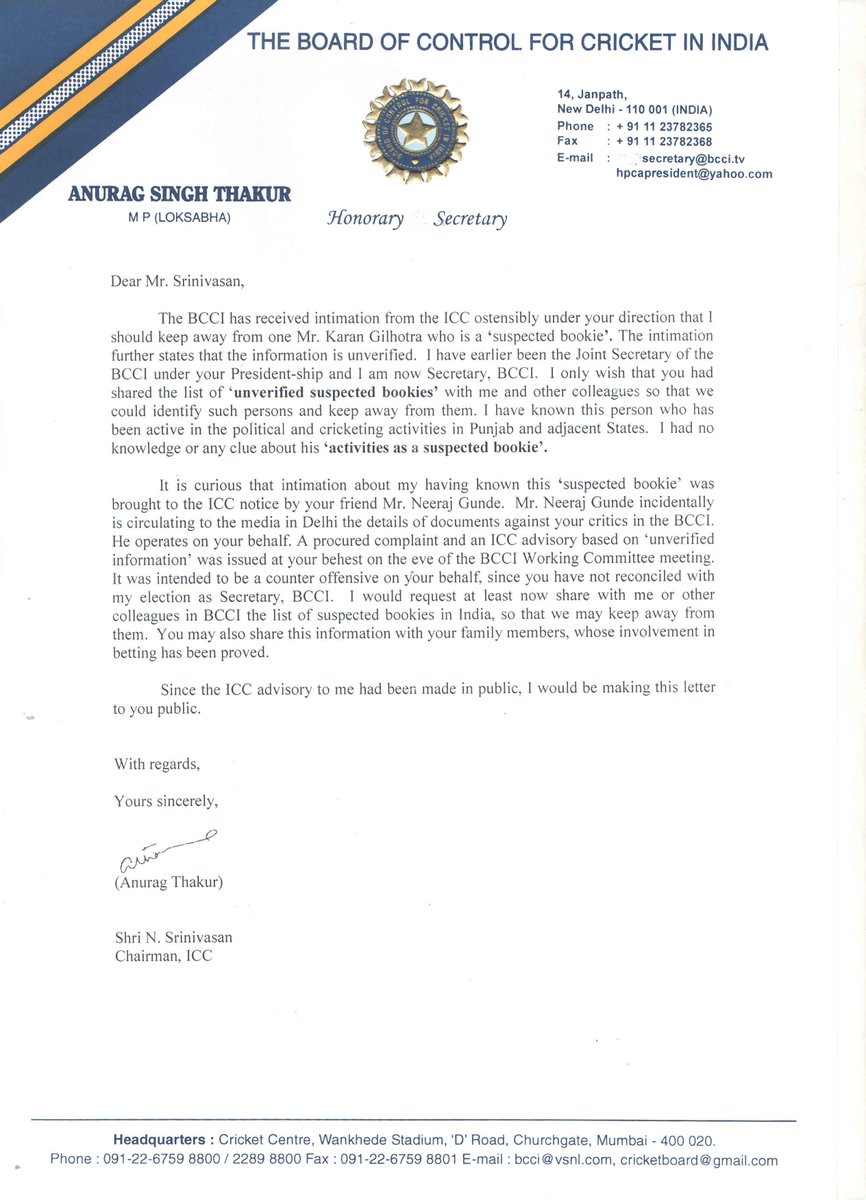 THE BOARD OF CONTROL FOR CRICKET IN INDIA
BOARD OF CONTROL FOR CRICKET IN INDIA
14, Janpath,
New Delhi - 110 001 (INDIA)
Phone : + 91 11 23782365
Fax : + 91 11 23782368
E-mail : secretary@bcci.tv
hpcapresident@yahoo.com
ANURAG SINGH THAKUR
M P (LOKSABHA)
Honorary Secretary
Dear Mr. Srinivasan,
The BCCI has received intimation from the ICC ostensibly under your direction that I
should keep away from one Mr. Karan Gilhotra who is a ‘suspected bookie’. The intimation
further states that the information is unverified. I have earlier been the Joint Secretary of the
BCCI under your President-ship and I am now Secretary, BCCI. I only wish that you had
shared the list of ‘unverified suspected bookies’ with me and other colleagues so that we
could identify such persons and keep away from them. I have known this person who has
been active in the political and cricketing activities in Punjab and adjacent States. I had no
knowledge or any clue about his ‘activities as a suspected bookie’.
It is curious that intimation about my having known this ‘suspected bookie’ was
brought to the ICC notice by your friend Mr. Neeraj Gunde. Mr. Neeraj Gunde incidentally
is circulating to the media in Delhi the details of documents against your critics in the BCCI.
He operates on your behalf. A procured complaint and an ICC advisory based on ‘unverified
information’ was issued at your behest on the eve of the BCCI Working Committee meeting.
It was intended to be a counter offensive on your behalf, since you have not reconciled with
my election as Secretary, BCCI. I would request at least now share with me or other
colleagues in BCCI the list of suspected bookies in India, so that we may keep away from
them. You may also share this information with your family members, whose involvement in
betting has been proved.
Since the ICC advisory to me had been made in public, I would be making this letter
to you public.
With regards,
Yours sincerely,
(Anurag Thakur)
Shri N. Srinivasan
Chairman, ICC
Headquarters : Cricket Centre, Wankhede Stadium, 'D' Road, Churchgate, Mumbai - 400 020.
Phone : 091-22-6759 8800 / 2289 8800 Fax : 091-22-6759 8801 E-mail : bcci@vsnl.com, cricketboard@gmail.com